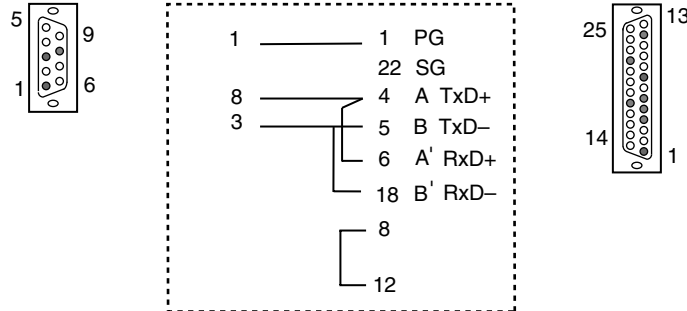 5
9
1
6
1 1 PG
22 SG
8 4 A TxD+
3 5 B TxD–
6 A' RxD+
18 B' RxD–
8
12
13
25
14
1